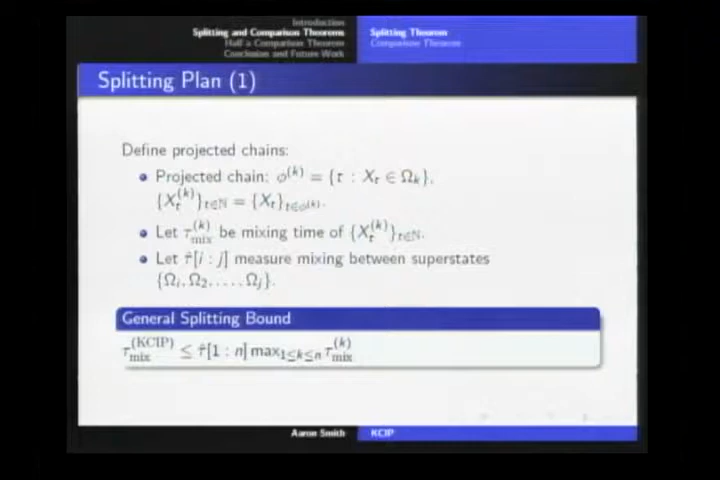 Introduction
Splitting and Comparison Theorems
Half a Comparison Theorem
Conclusion and Future Work
Splitting Theorem
Comparison Theorem
Splitting Plan (1)
Define projected chains:
Projected chain: φ^(k) = {t : X_t ∈ Ω_k},
{X_t^(k)}_{t∈ℕ} = {X_t}_{t∈φ^(k)}.
Let τ_mix^(k) be mixing time of {X_t^(k)}_{t∈ℕ}.
Let τ̂[i : j] measure mixing between superstates
{Ω_i, Ω_2, . . . , Ω_j}.
General Splitting Bound
τ_mix^(KCIP) ≤ τ̂[1 : n] max_{1≤k≤n} τ_mix^(k)
Aaron Smith
KCIP